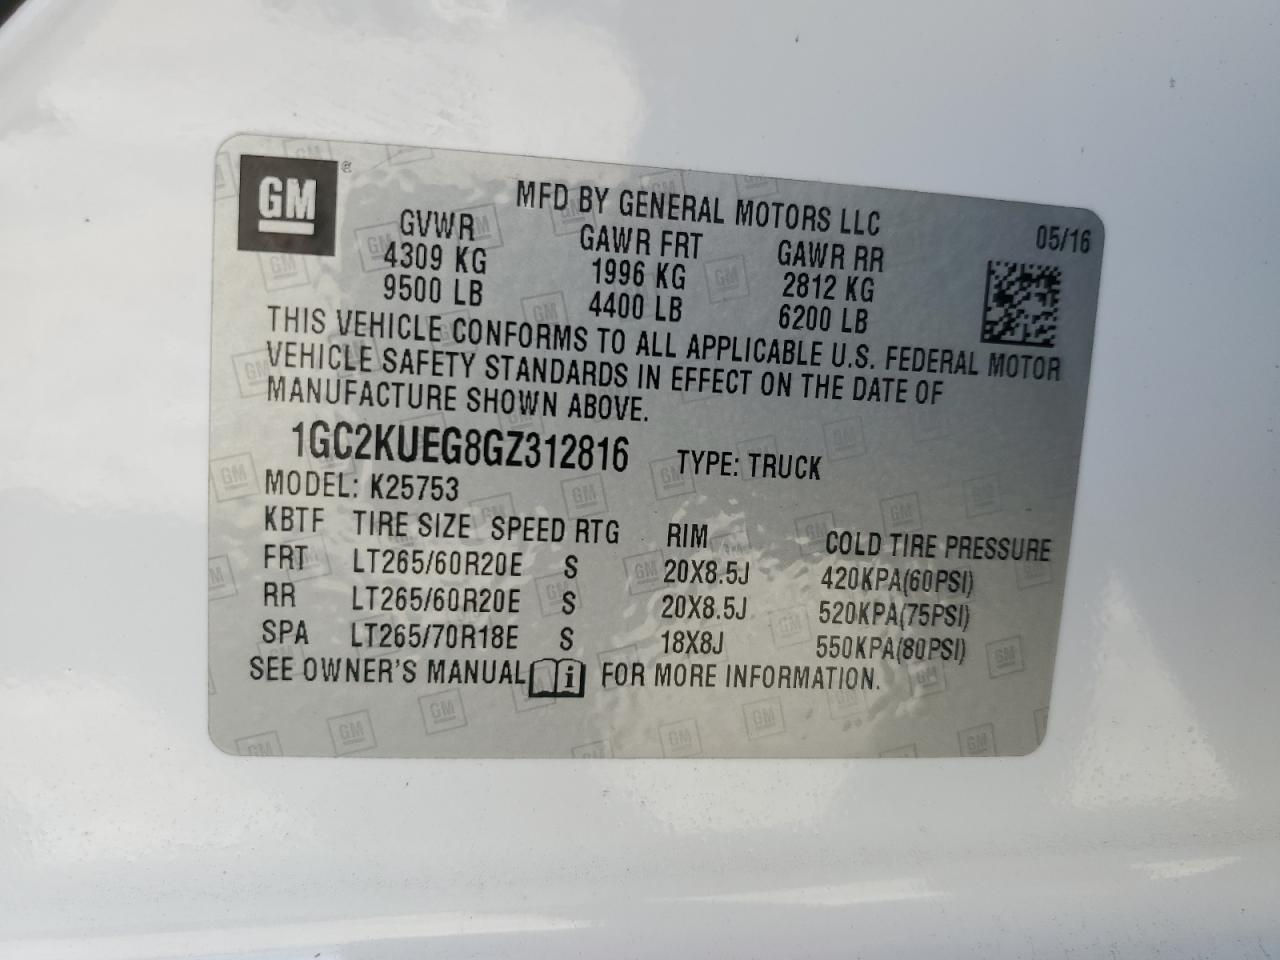 GM
MFD BY GENERAL MOTORS LLC
05/16
GVWR GAWR FRT GAWR RR
4309 KG 1996 KG 2812 KG
9500 LB 4400 LB 6200 LB
THIS VEHICLE CONFORMS TO ALL APPLICABLE U.S. FEDERAL MOTOR
VEHICLE SAFETY STANDARDS IN EFFECT ON THE DATE OF
MANUFACTURE SHOWN ABOVE.
1GC2KUEG8GZ312816 TYPE: TRUCK
MODEL: K25753
KBTF TIRE SIZE SPEED RTG RIM COLD TIRE PRESSURE
FRT LT265/60R20E S 20X8.5J 420KPA(60PSI)
RR LT265/60R20E S 20X8.5J 520KPA(75PSI)
SPA LT265/70R18E S 18X8J 550KPA(80PSI)
SEE OWNER'S MANUAL i FOR MORE INFORMATION.